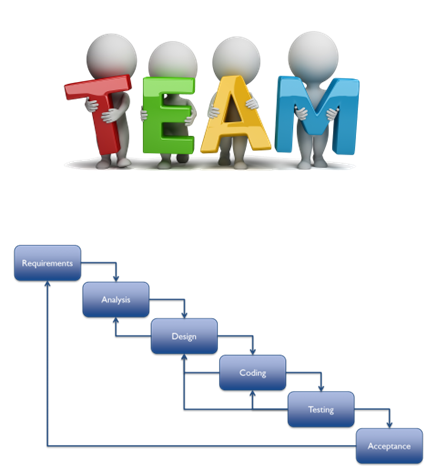 TEAM
Requirements
Analysis
Design
Coding
Testing
Acceptance